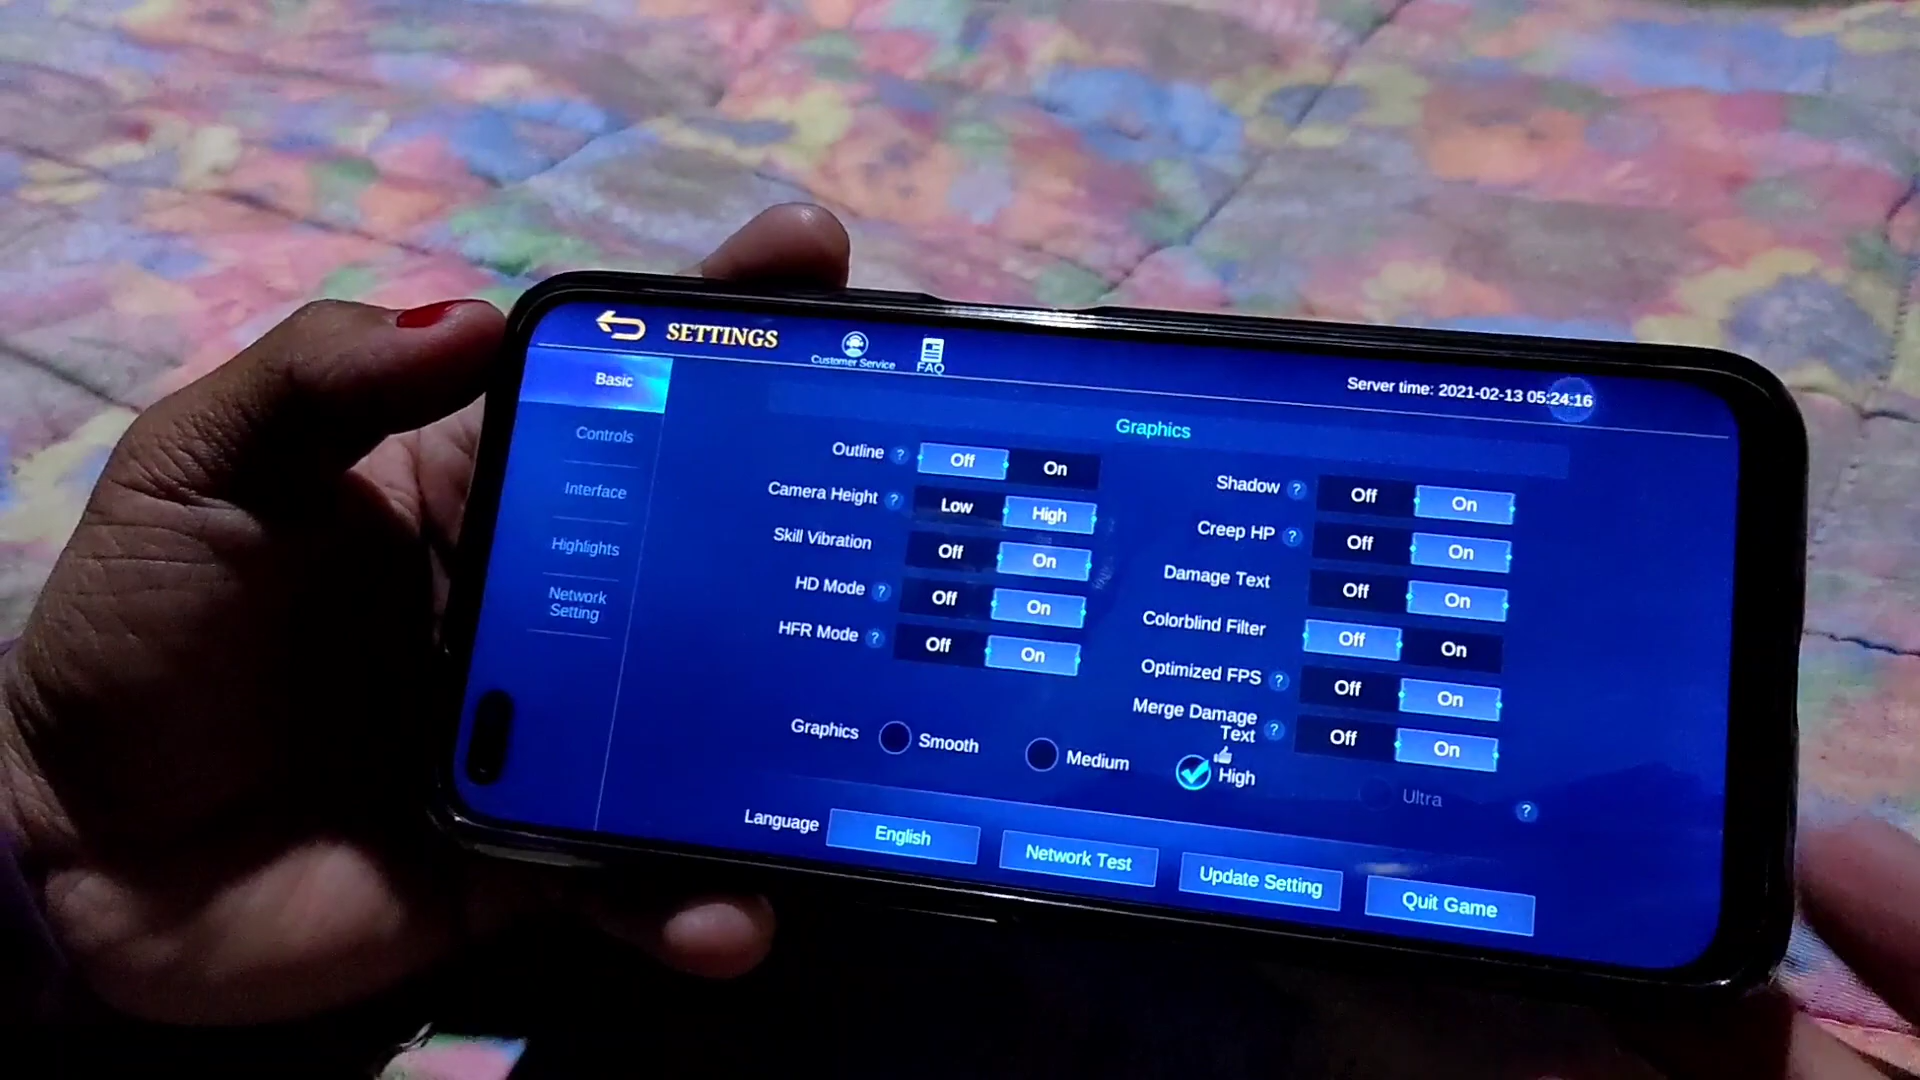 SETTINGS
Customer Service
FAQ
Server time: 2021-02-13 05:24:16
Basic
Controls
Interface
Highlights
Network
Setting
Graphics
Outline ? Off On
Camera Height ? Low High
Skill Vibration Off On
HD Mode ? Off On
HFR Mode ? Off On
Shadow ? Off On
Creep HP ? Off On
Damage Text Off On
Colorblind Filter Off On
Optimized FPS ? Off On
Merge Damage
Text ? Off On
Graphics Smooth Medium High Ultra ?
Language English Network Test Update Setting Quit Game